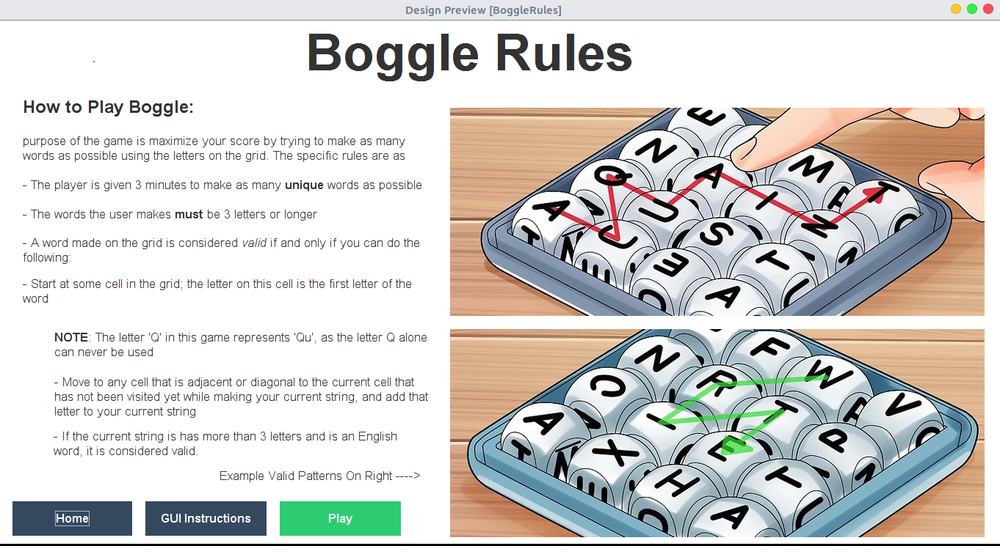 Design Preview [BoggleRules]
Boggle Rules
How to Play Boggle:
purpose of the game is maximize your score by trying to make as many
words as possible using the letters on the grid. The specific rules are as
- The player is given 3 minutes to make as many unique words as possible
- The words the user makes must be 3 letters or longer
- A word made on the grid is considered valid if and only if you can do the
following:
- Start at some cell in the grid; the letter on this cell is the first letter of the
word
NOTE: The letter 'Q' in this game represents 'Qu', as the letter Q alone
can never be used
- Move to any cell that is adjacent or diagonal to the current cell that
has not been visited yet while making your current string, and add that
letter to your current string
- If the current string is has more than 3 letters and is an English
word, it is considered valid.
Example Valid Patterns On Right ---->
Home
GUI Instructions
Play
E
N
Q A M
A U I T
J S N
E T
A
F
N W
C R V
A I T
X E P
H T
A